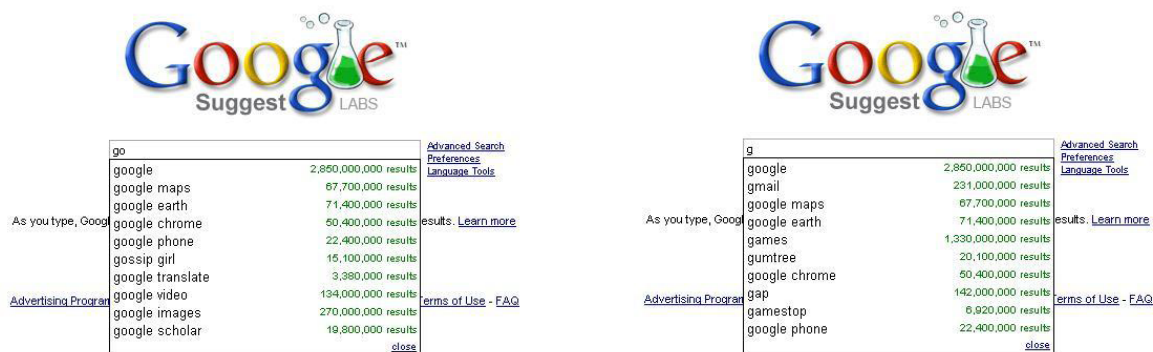 Google™
Suggest LABS
go
Advanced Search
Preferences
Language Tools
google 2,850,000,000 results
google maps 67,700,000 results
google earth 71,400,000 results
google chrome 50,400,000 results
google phone 22,400,000 results
gossip girl 15,100,000 results
google translate 3,380,000 results
google video 134,000,000 results
google images 270,000,000 results
google scholar 19,800,000 results
close
As you type, Googl esults. Learn more
Advertising Program Terms of Use - FAQ
Google™
Suggest LABS
g
Advanced Search
Preferences
Language Tools
google 2,850,000,000 results
gmail 231,000,000 results
google maps 67,700,000 results
google earth 71,400,000 results
games 1,330,000,000 results
gumtree 20,100,000 results
google chrome 50,400,000 results
gap 142,000,000 results
gamestop 6,920,000 results
google phone 22,400,000 results
close
As you type, Googl esults. Learn more
Advertising Program Terms of Use - FAQ